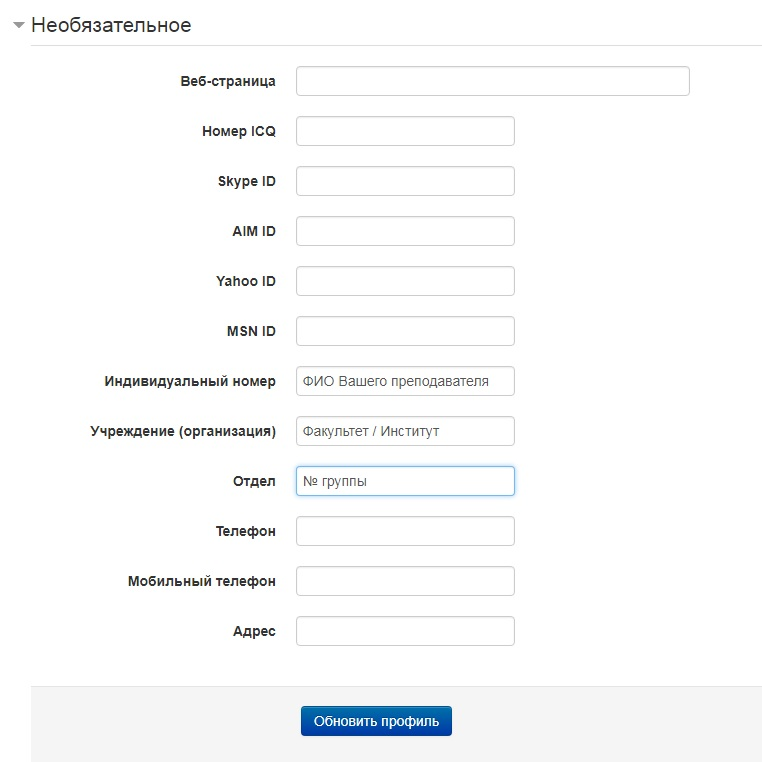 Необязательное
Веб-страница
Номер ICQ
Skype ID
AIM ID
Yahoo ID
MSN ID
Индивидуальный номер ФИО Вашего преподавателя
Учреждение (организация) Факультет / Институт
Отдел № группы
Телефон
Мобильный телефон
Адрес
Обновить профиль